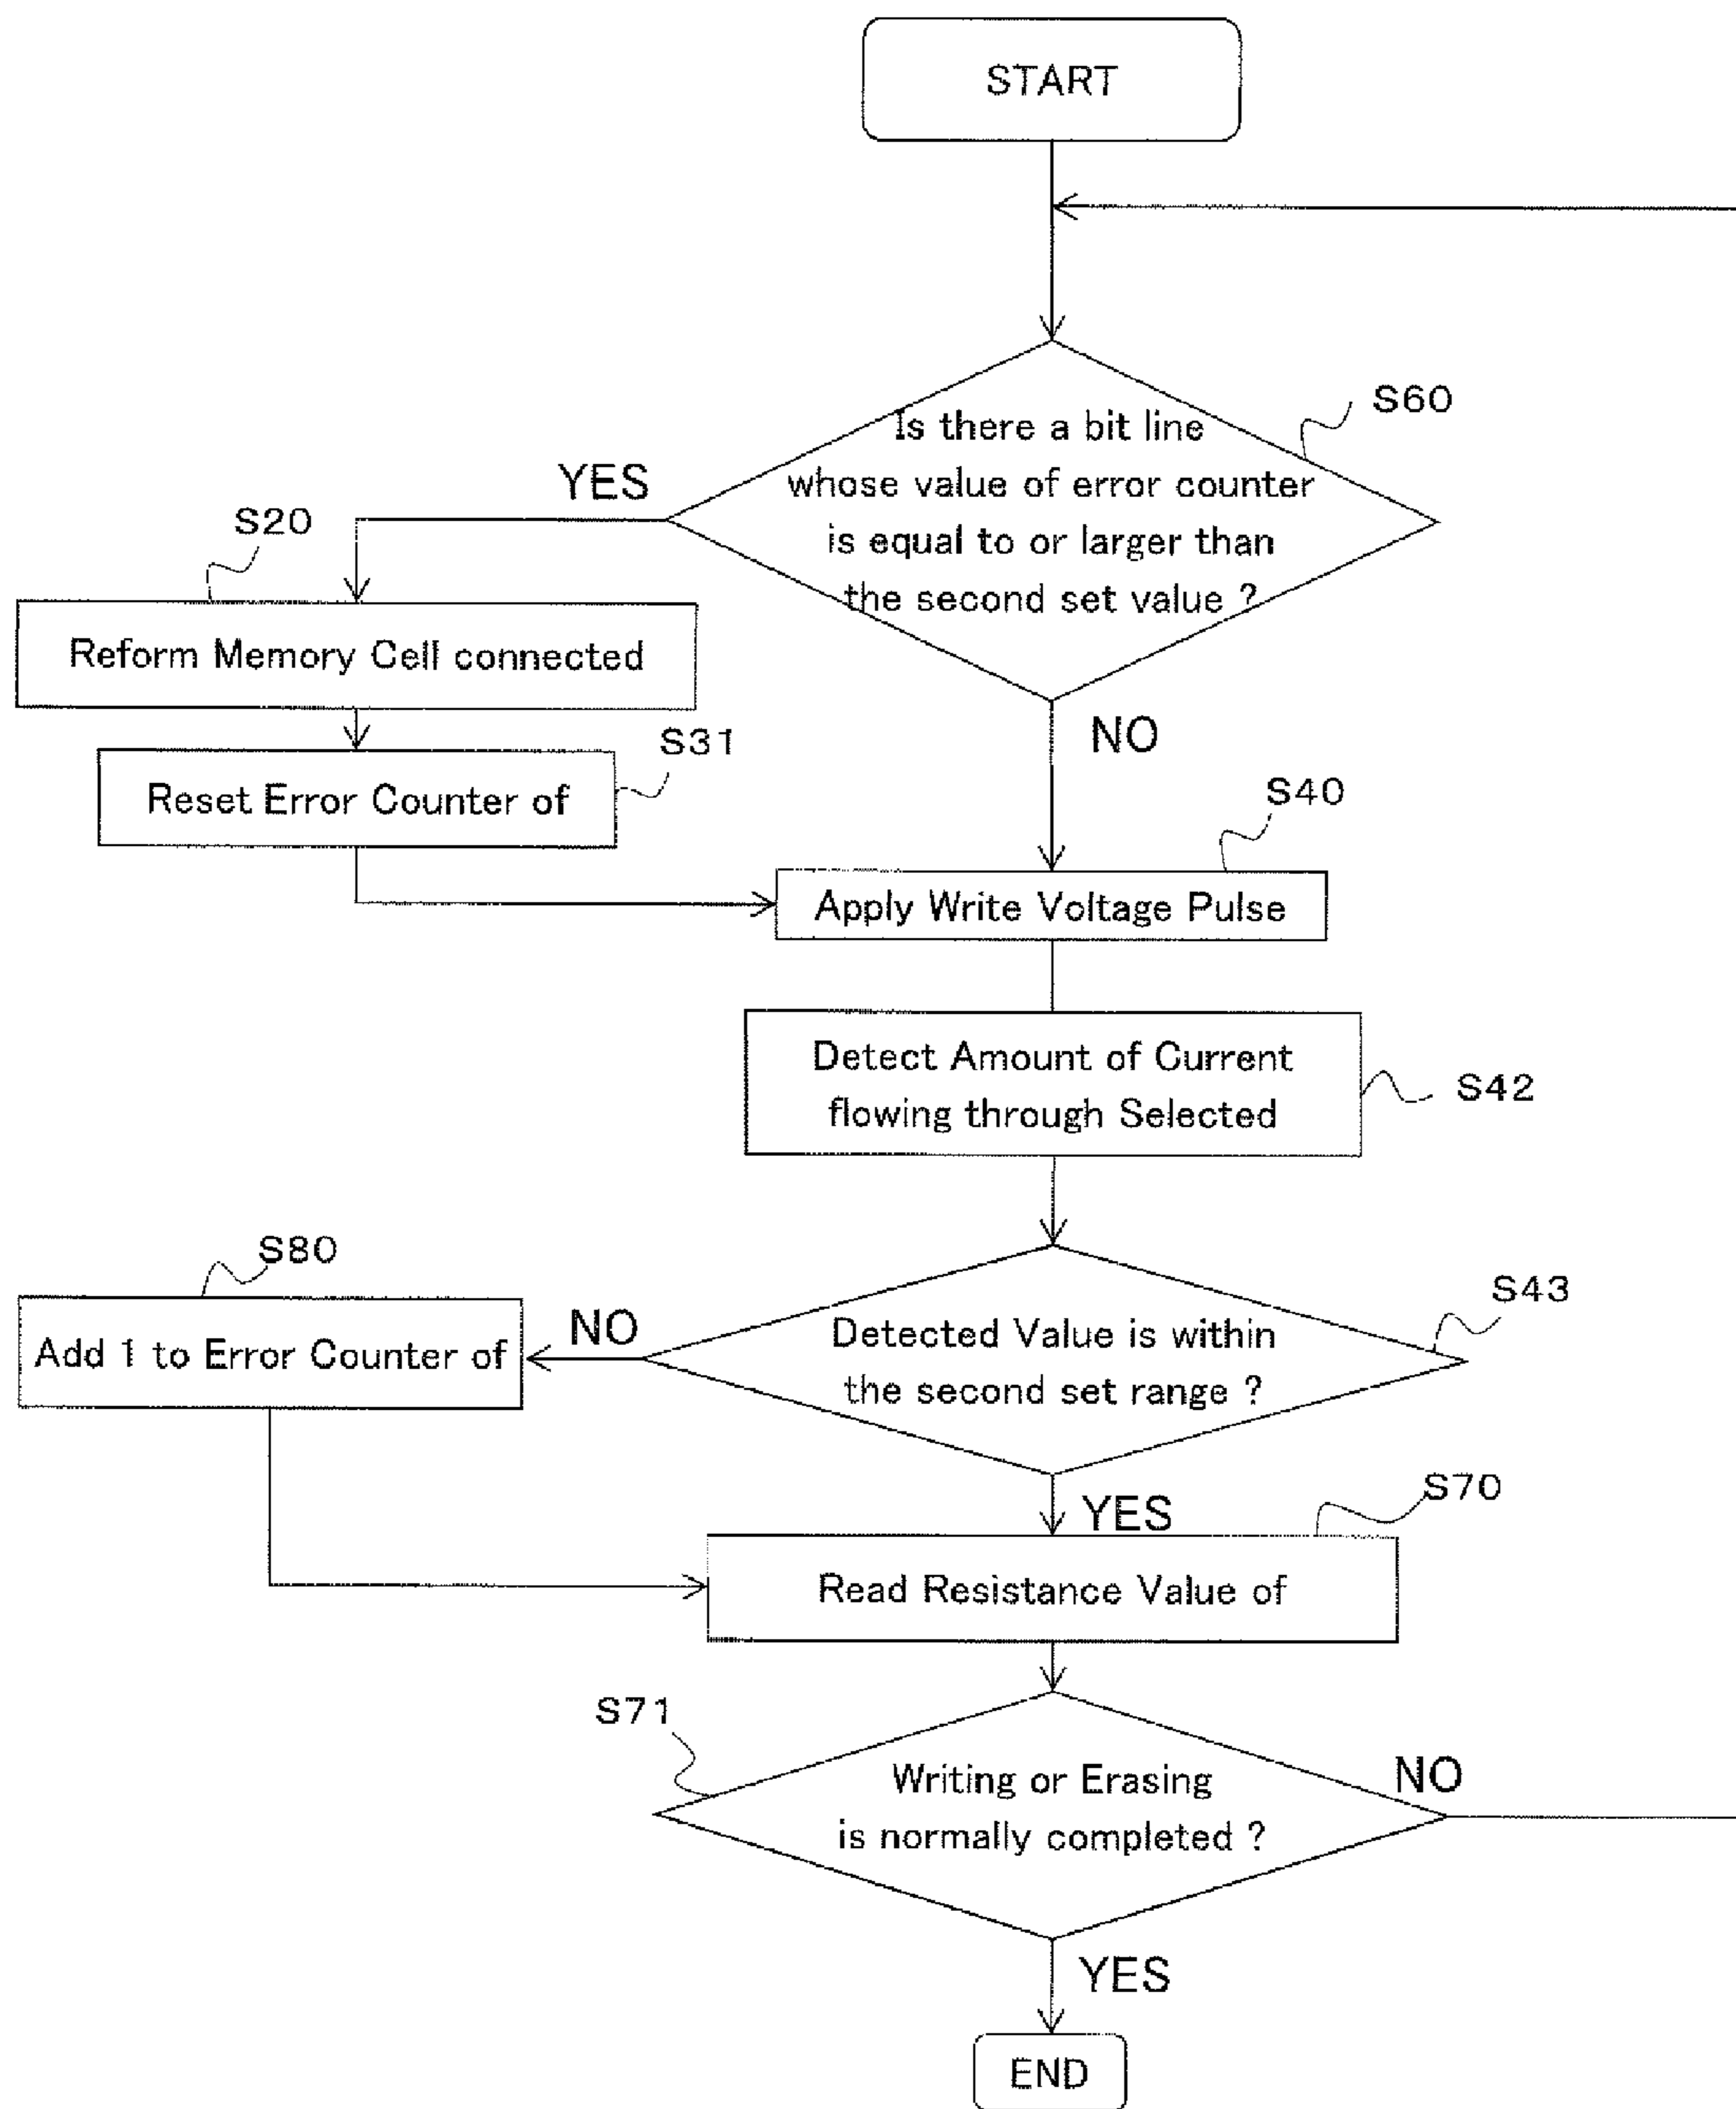 START
Is there a bit line
whose value of error counter
is equal to or larger than
the second set value ?
S60
YES
S20
Reform Memory Cell connected
NO
S31
Reset Error Counter of
S40
Apply Write Voltage Pulse
Detect Amount of Current
flowing through Selected
S42
S80
Add 1 to Error Counter of
NO
Detected Value is within
the second set range ?
S43
YES
S70
Read Resistance Value of
S71
Writing or Erasing
is normally completed ?
NO
YES
END